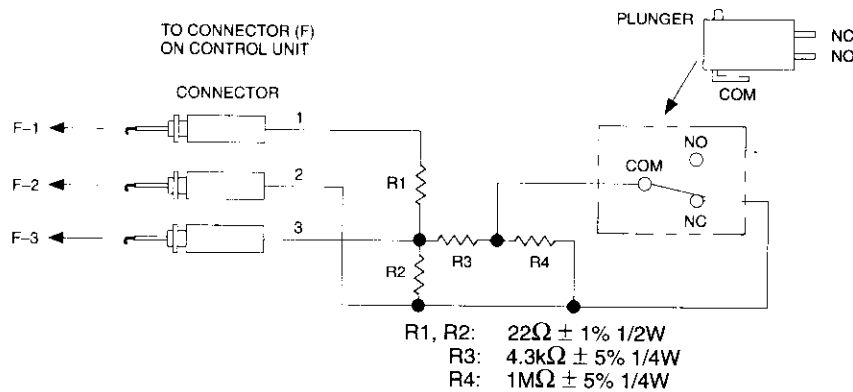 TO CONNECTOR (F)
ON CONTROL UNIT
PLUNGER
NC
NO
COM
CONNECTOR
F-1
1
F-2
2
F-3
3
R1
R2
R3
R4
COM
NO
NC
R1, R2: 22Ω ± 1% 1/2W
R3: 4.3kΩ ± 5% 1/4W
R4: 1MΩ ± 5% 1/4W